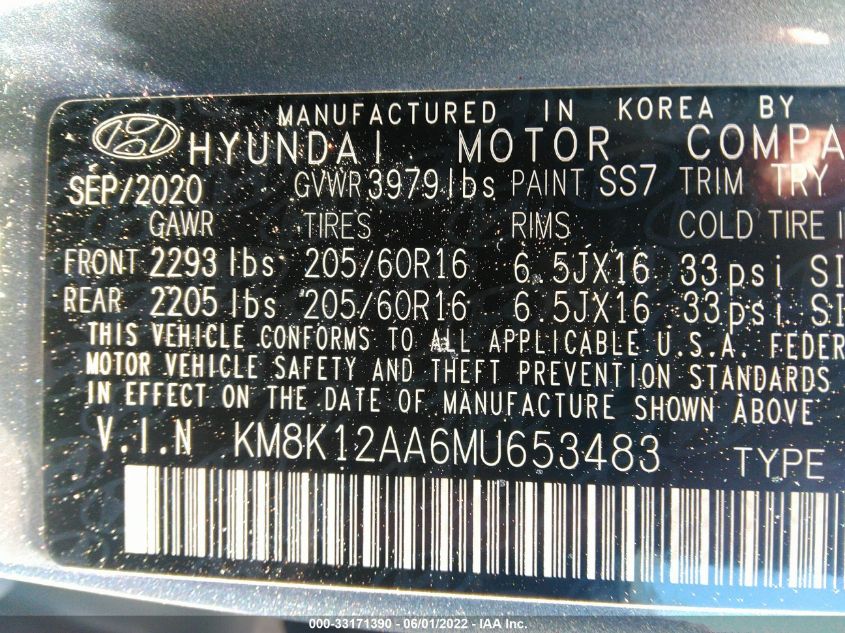 MANUFACTURED IN KOREA BY
HYUNDAI MOTOR COMPA
SEP/2020 GVWR 3979lbs PAINT SS7 TRIM TRY
GAWR TIRES RIMS COLD TIRE I
FRONT 2293 lbs 205/60R16 6.5JX16 33psi SI
REAR 2205 lbs 205/60R16 6.5JX16 33psi SI
THIS VEHICLE CONFORMS TO ALL APPLICABLE U.S.A. FEDER
MOTOR VEHICLE SAFETY AND THEFT PREVENTION STANDARDS
IN EFFECT ON THE DATE OF MANUFACTURE SHOWN ABOVE
V.I.N KM8K12AA6MU653483 TYPE
000-33171390 - 06/01/2022 - IAA Inc.